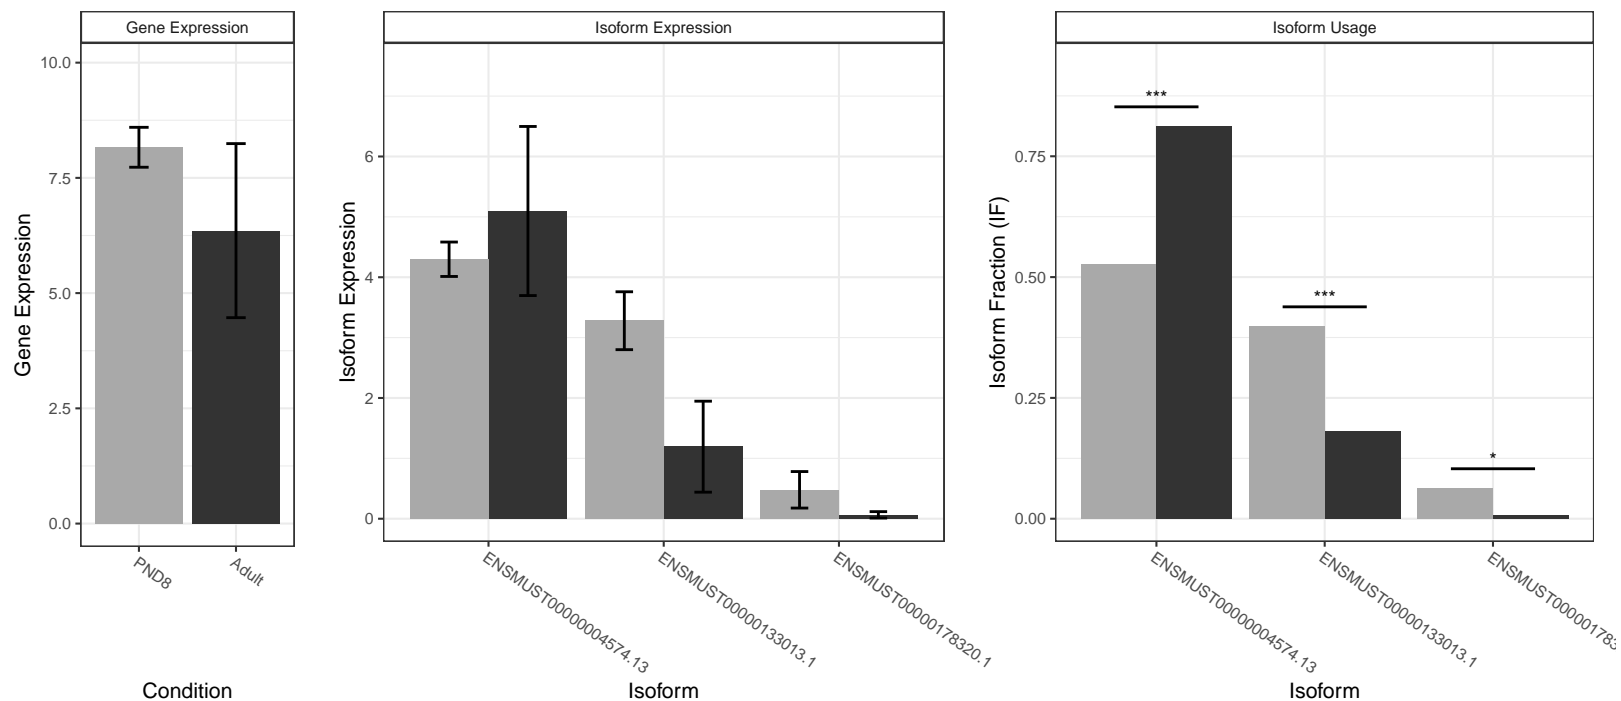 Gene Expression
Isoform Expression
Isoform Usage
Gene Expression
10.0
7.5
5.0
2.5
0.0
PND8
Adult
Condition
Isoform Expression
6
4
2
0
ENSMUST00000004574.13
ENSMUST00000133013.1
ENSMUST00000178320.1
Isoform
Isoform Fraction (IF)
0.75
0.50
0.25
0.00
***
***
*
ENSMUST00000004574.13
ENSMUST00000133013.1
ENSMUST000001783
Isoform